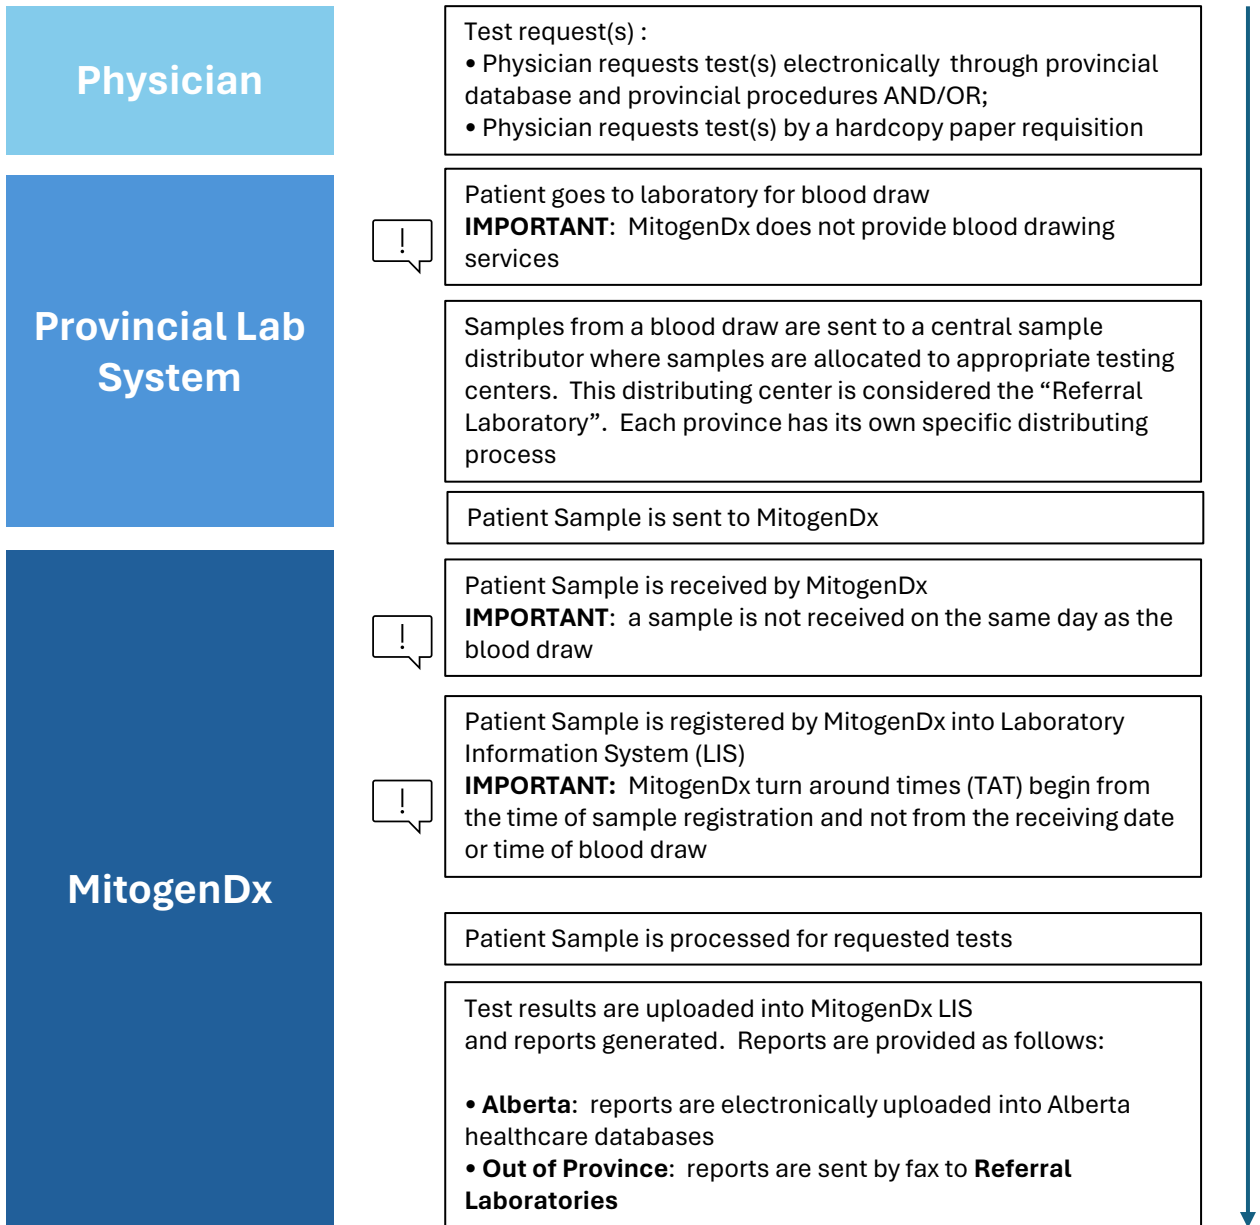 Physician
Test request(s) :
• Physician requests test(s) electronically through provincial
database and provincial procedures AND/OR;
• Physician requests test(s) by a hardcopy paper requisition
Provincial Lab
System
Patient goes to laboratory for blood draw
IMPORTANT: MitogenDx does not provide blood drawing
services
!
Samples from a blood draw are sent to a central sample
distributor where samples are allocated to appropriate testing
centers. This distributing center is considered the “Referral
Laboratory”. Each province has its own specific distributing
process
Patient Sample is sent to MitogenDx
MitogenDx
Patient Sample is received by MitogenDx
IMPORTANT: a sample is not received on the same day as the
blood draw
!
Patient Sample is registered by MitogenDx into Laboratory
Information System (LIS)
IMPORTANT: MitogenDx turn around times (TAT) begin from
the time of sample registration and not from the receiving date
or time of blood draw
!
Patient Sample is processed for requested tests
Test results are uploaded into MitogenDx LIS
and reports generated. Reports are provided as follows:
• Alberta: reports are electronically uploaded into Alberta
healthcare databases
• Out of Province: reports are sent by fax to Referral
Laboratories